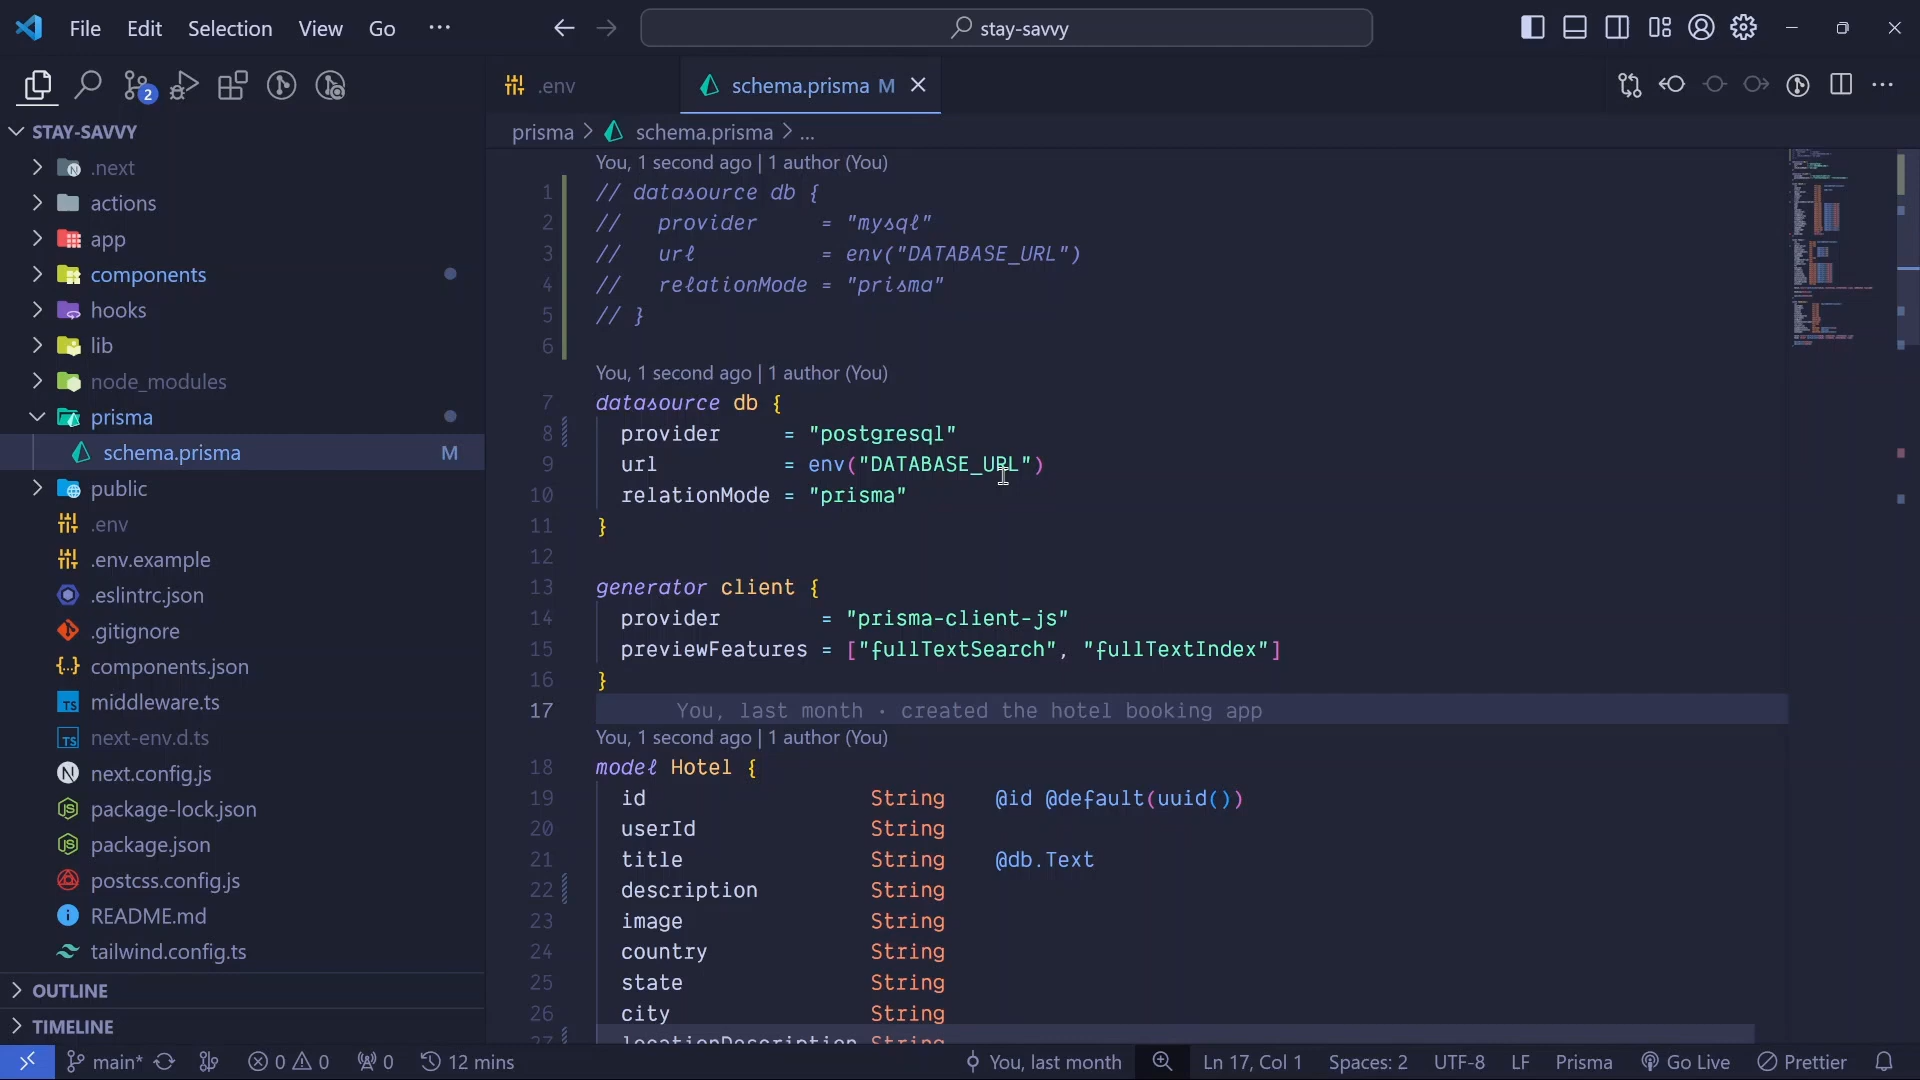 File Edit Selection View Go ···
stay-savvy
2
.env
schema.prisma M
STAY-SAVVY
prisma > schema.prisma > ...
.next
actions
app
components
hooks
lib
node_modules
prisma
schema.prisma M
public
.env
.env.example
.eslintrc.json
.gitignore
components.json
middleware.ts
next-env.d.ts
next.config.js
package-lock.json
package.json
postcss.config.js
README.md
tailwind.config.ts
OUTLINE
TIMELINE
You, 1 second ago | 1 author (You)
1 // datasource db {
2 //   provider     = "mysql"
3 //   url          = env("DATABASE_URL")
4 //   relationMode = "prisma"
5 // }
6
You, 1 second ago | 1 author (You)
7 datasource db {
8   provider     = "postgresql"
9   url          = env("DATABASE_URL")
10   relationMode = "prisma"
11 }
12
13 generator client {
14   provider        = "prisma-client-js"
15   previewFeatures = ["fullTextSearch", "fullTextIndex"]
16 }
17 You, last month • created the hotel booking app
You, 1 second ago | 1 author (You)
18 model Hotel {
19   id                  String    @id @default(uuid())
20   userId              String
21   title               String    @db.Text
22   description         String
23   image               String
24   country             String
25   state               String
26   city                String
27   locationDescription String
main* 0 0 0 12 mins You, last month Ln 17, Col 1 Spaces: 2 UTF-8 LF Prisma Go Live Prettier